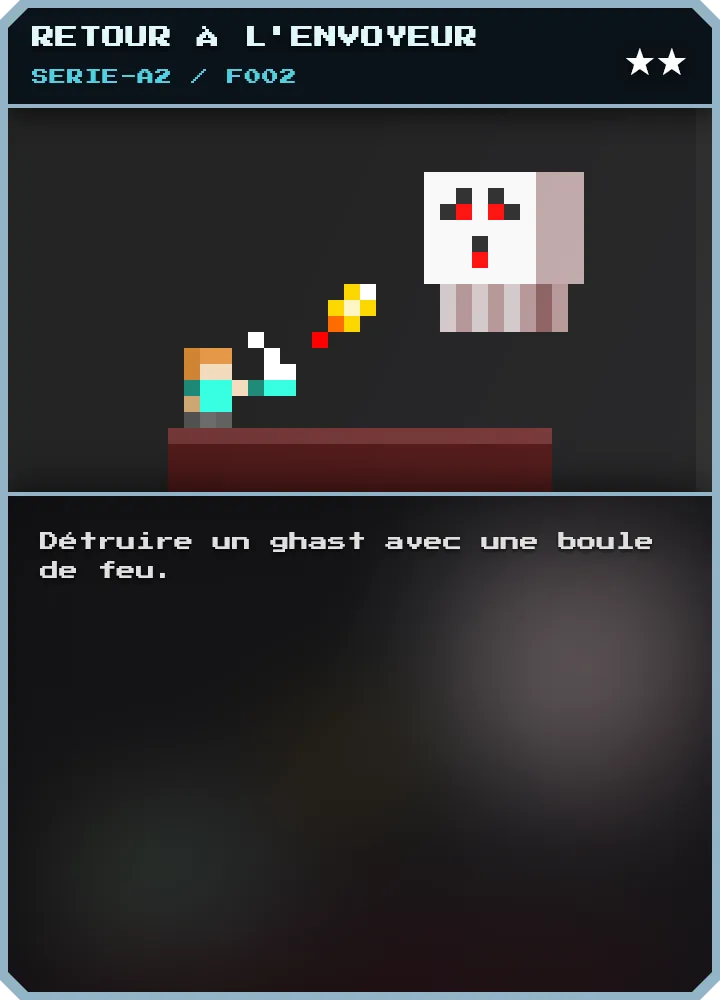 RETOUR À L'ENVOYEUR
SERIE-A2 / F002
★★
Détruire un ghast avec une boule
de feu.